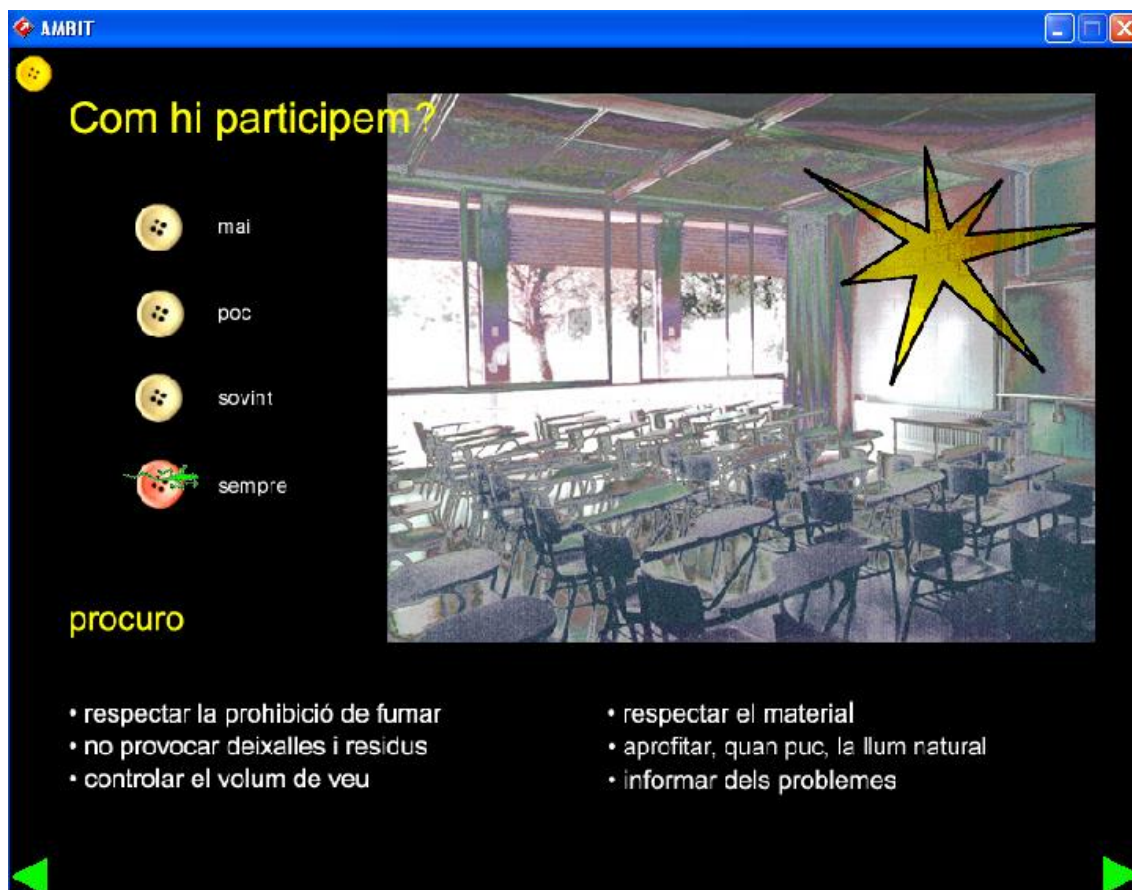 AMBIT
Com hi participem?
mai
poc
sovint
sempre
procuro
• respectar la prohibició de fumar
• no provocar deixalles i residus
• controlar el volum de veu
• respectar el material
• aprofitar, quan puc, la llum natural
• informar dels problemes